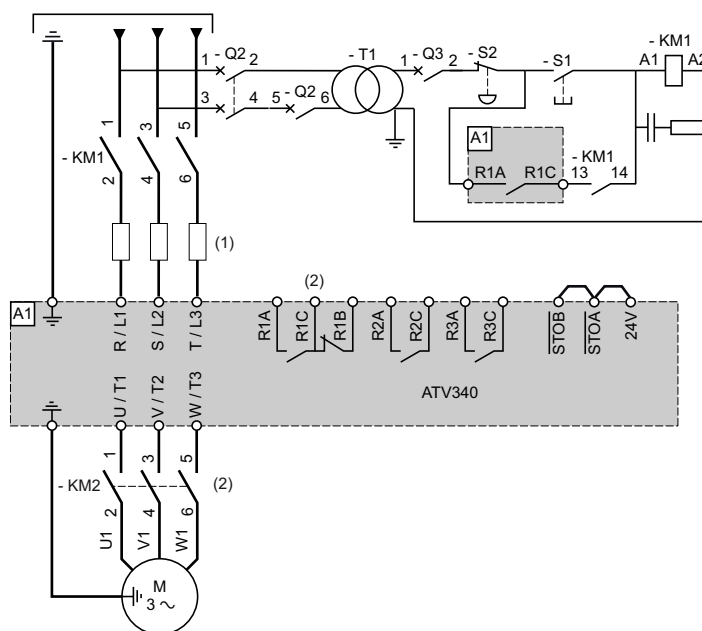 1 - Q2 2
- T1
1 - Q3 2
- S2
- S1
- KM1
A1 A2
3 4 5 - Q2 6
1 3 5
- KM1
2 4 6
A1
R1A R1C
- KM1
13 14
(1)
(2)
A1
R / L1
S / L2
T / L3
R1A
R1C
R1B
R2A
R2C
R3A
R3C
STOB
STOA
24V
ATV340
U / T1
V / T2
W / T3
1 3 5
- KM2
(2)
2 4 6
U1
V1
W1
M
3 ~